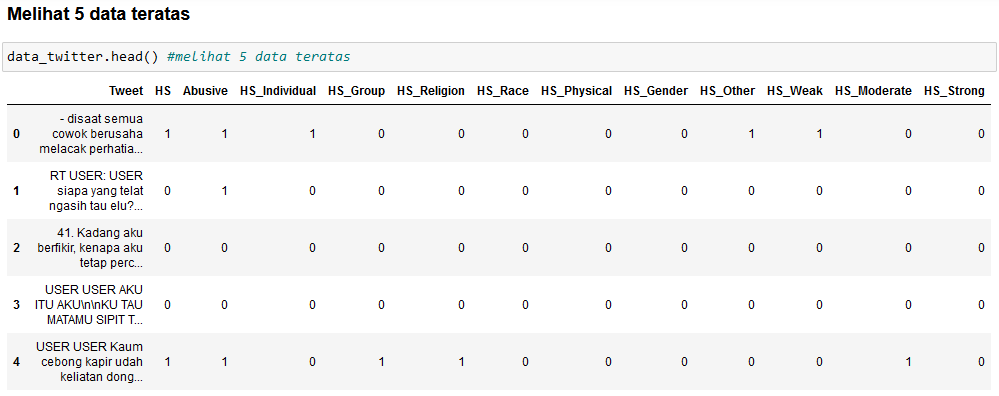 Melihat 5 data teratas
data_twitter.head() #melihat 5 data teratas
Tweet HS Abusive HS_Individual HS_Group HS_Religion HS_Race HS_Physical HS_Gender HS_Other HS_Weak HS_Moderate HS_Strong
- disaat semua
cowok berusaha
0 1 1 1 0 0 0 0 0 1 1 0 0
melacak perhatia...
RT USER: USER
siapa yang telat
1 0 1 0 0 0 0 0 0 0 0 0 0
ngasih tau elu?...
41. Kadang aku
berfikir, kenapa aku
2 0 0 0 0 0 0 0 0 0 0 0 0
tetap perc...
USER USER AKU
ITU AKU\n\nKU TAU
3 0 0 0 0 0 0 0 0 0 0 0 0
MATAMU SIPIT T...
USER USER Kaum
cebong kapir udah
4 1 1 0 1 1 0 0 0 0 0 1 0
keliatan dong...